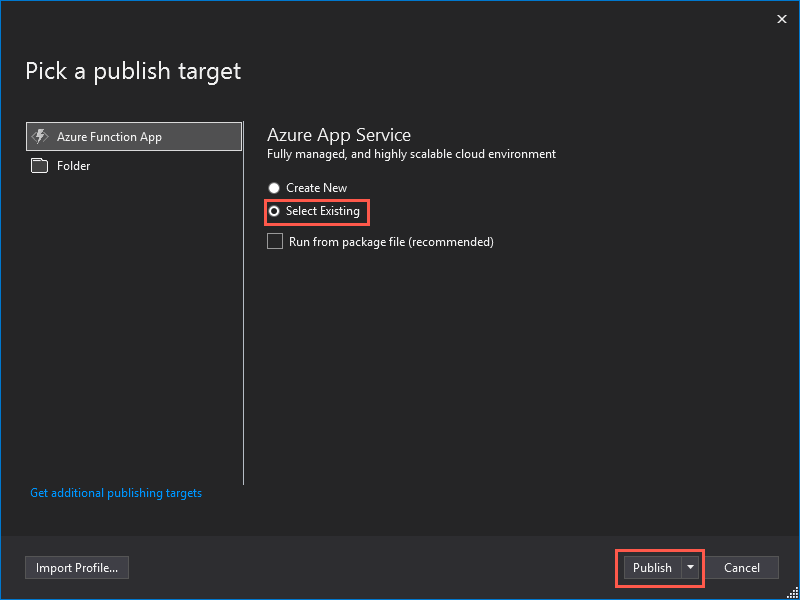 Pick a publish target
Azure Function App
Folder
Azure App Service
Fully managed, and highly scalable cloud environment
Create New
Select Existing
Run from package file (recommended)
Get additional publishing targets
Import Profile...
Publish
Cancel